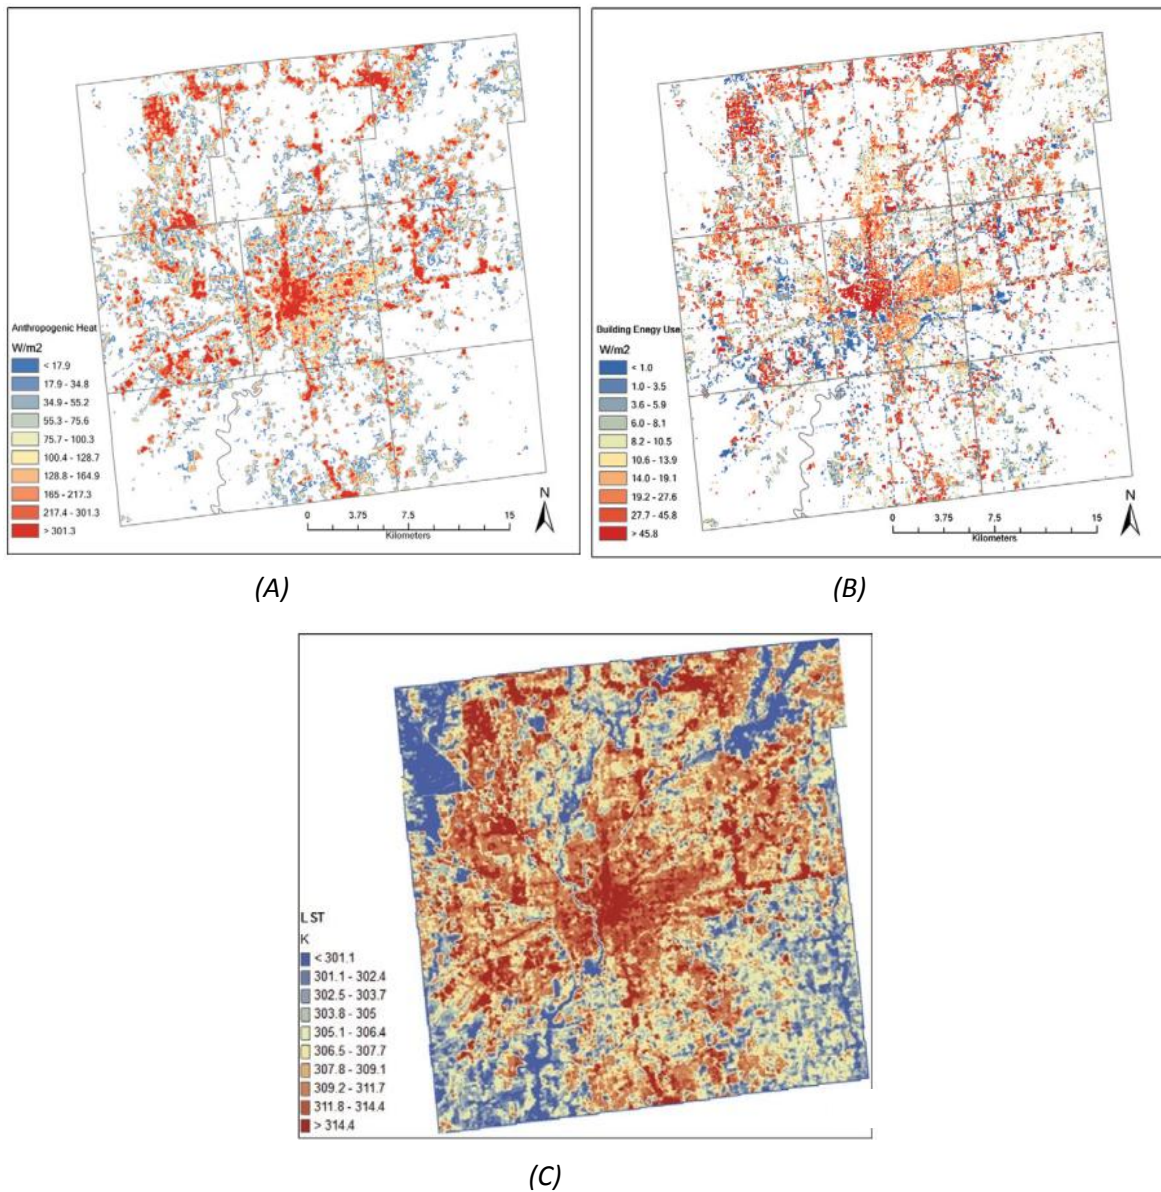 Anthropogenic Heat
W/m2
< 17.9
17.9 - 34.8
34.9 - 55.2
55.3 - 75.6
75.7 - 100.3
100.4 - 128.7
128.8 - 164.9
165 - 217.3
217.4 - 301.3
> 301.3
N
0 3.75 7.5 15
Kilometers
(A)
Building Enegy Use
W/m2
< 1.0
1.0 - 3.5
3.6 - 5.9
6.0 - 8.1
8.2 - 10.5
10.6 - 13.9
14.0 - 19.1
19.2 - 27.6
27.7 - 45.8
> 45.8
N
0 3.75 7.5 15
Kilometers
(B)
LST
K
< 301.1
301.1 - 302.4
302.5 - 303.7
303.8 - 305
305.1 - 306.4
306.5 - 307.7
307.8 - 309.1
309.2 - 311.7
311.8 - 314.4
> 314.4
(C)